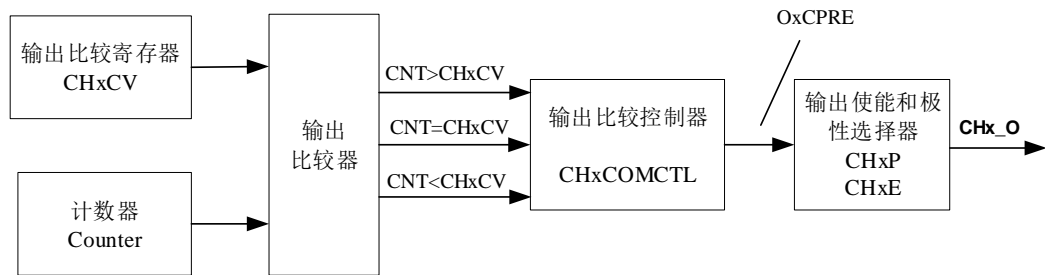 OxCPRE
输出比较寄存器
CHxCV
CNT>CHxCV
输出
比较器
CNT=CHxCV
CNT<CHxCV
输出比较控制器
CHxCOMCTL
输出使能和极
性选择器
CHxP
CHxE
CHx_O
计数器
Counter